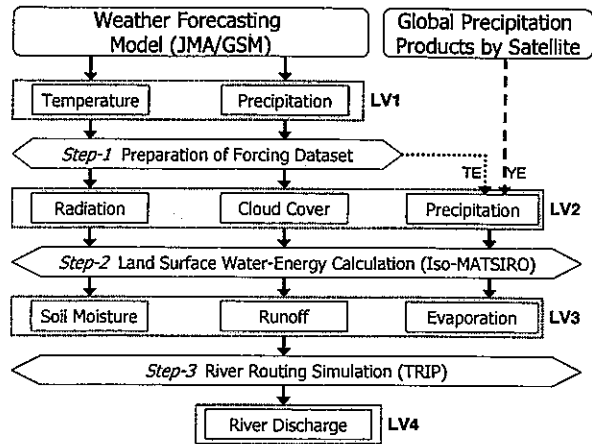 Weather Forecasting
Model (JMA/GSM)
Global Precipitation
Products by Satellite
Temperature
Precipitation
LV1
Step-1 Preparation of Forcing Dataset
TE
YE
Radiation
Cloud Cover
Precipitation
LV2
Step-2 Land Surface Water-Energy Calculation (Iso-MATSIRO)
Soil Moisture
Runoff
Evaporation
LV3
Step-3 River Routing Simulation (TRIP)
River Discharge
LV4